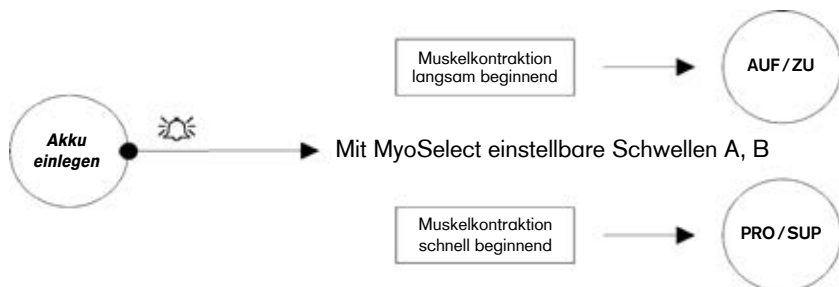 Muskelkontraktion
langsam beginnend
AUF/ZU
Akku
einlegen
Mit MyoSelect einstellbare Schwellen A, B
Muskelkontraktion
schnell beginnend
PRO/SUP